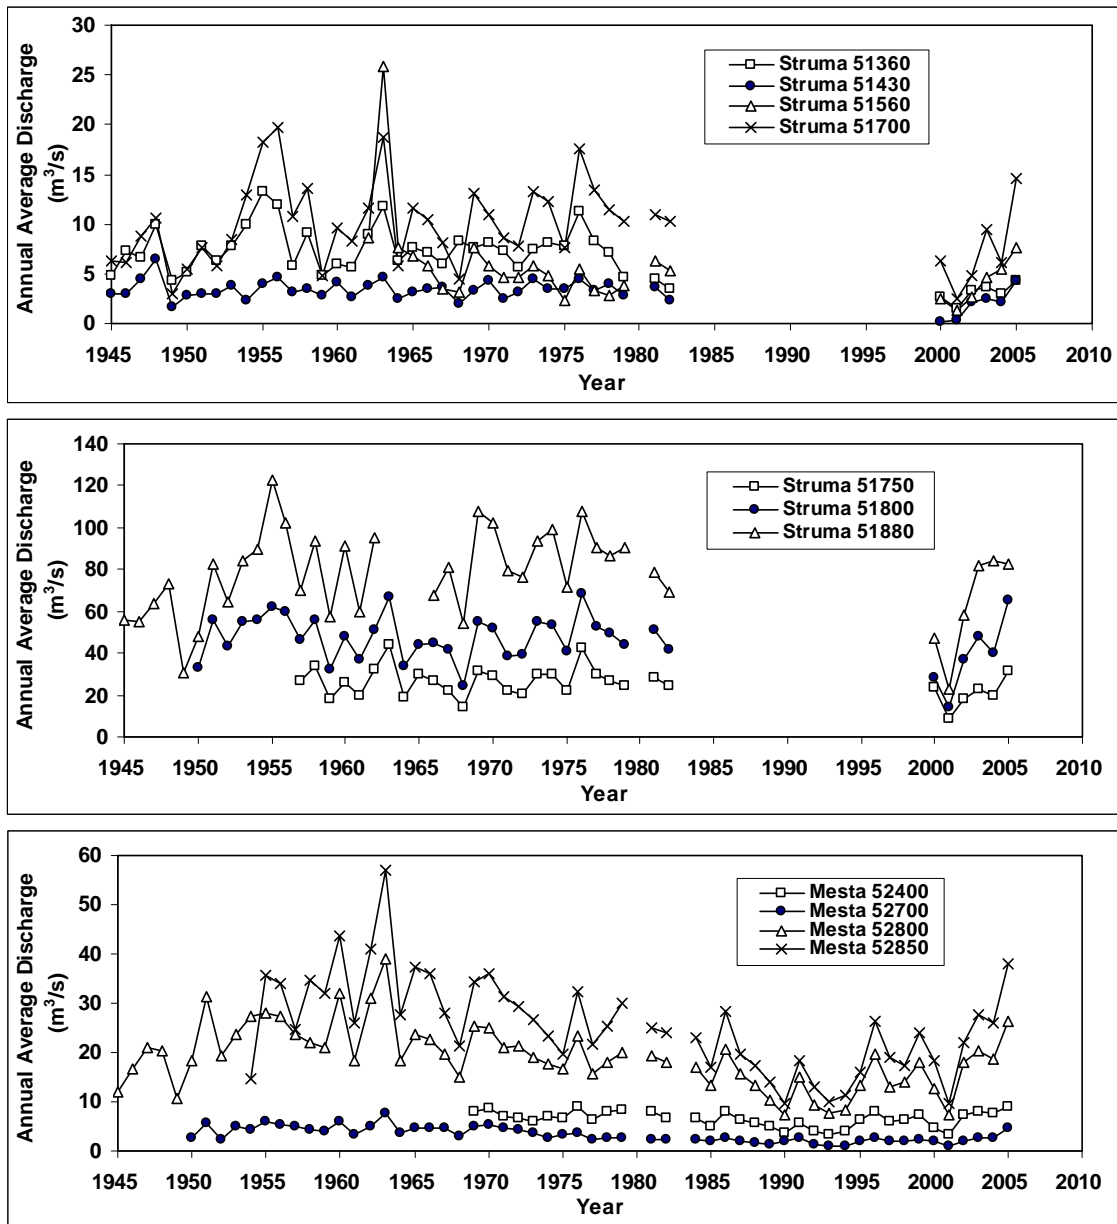 30
25
20
15
10
5
0
Annual Average Discharge
(m³/s)
Struma 51360
Struma 51430
Struma 51560
Struma 51700
1945 1950 1955 1960 1965 1970 1975 1980 1985 1990 1995 2000 2005 2010
Year
140
120
100
80
60
40
20
0
Annual Average Discharge
(m³/s)
Struma 51750
Struma 51800
Struma 51880
1945 1950 1955 1960 1965 1970 1975 1980 1985 1990 1995 2000 2005 2010
Year
60
50
40
30
20
10
0
Annual Average Discharge
(m³/s)
Mesta 52400
Mesta 52700
Mesta 52800
Mesta 52850
1945 1950 1955 1960 1965 1970 1975 1980 1985 1990 1995 2000 2005 2010
Year